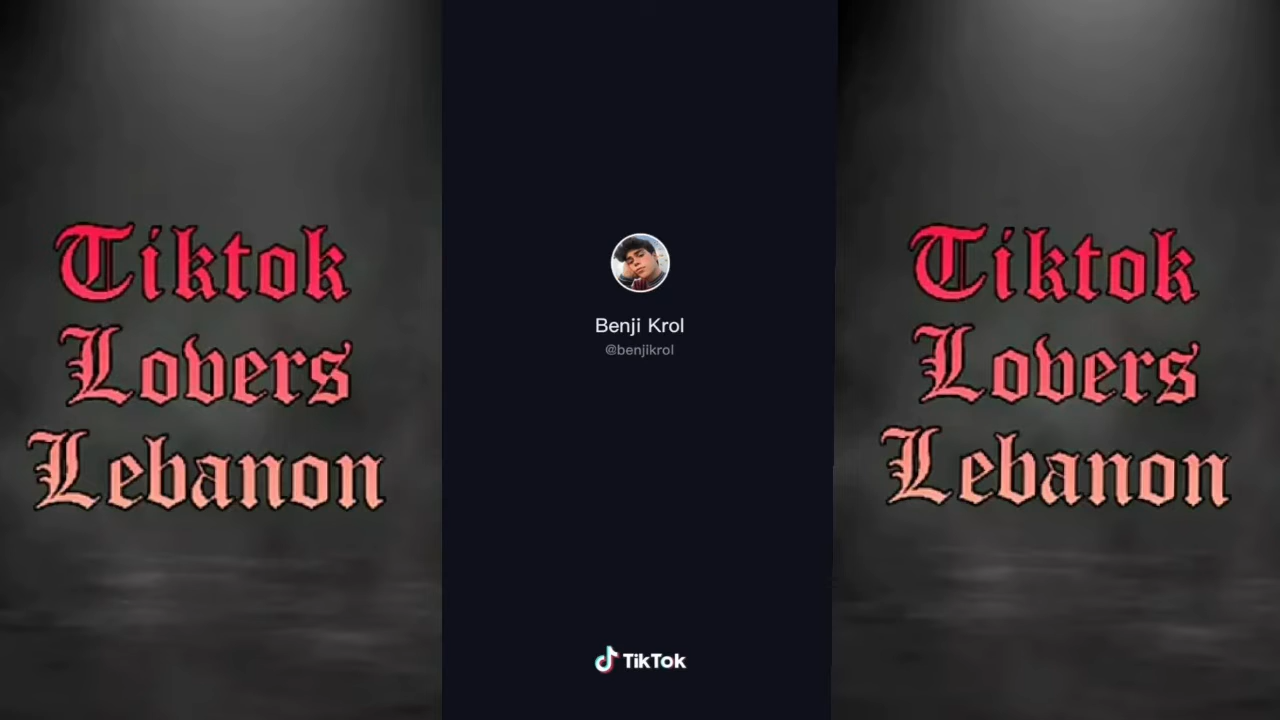 Tiktok
Lovers
Lebanon
Benji Krol
@benjikrol
TikTok
Tiktok
Lovers
Lebanon